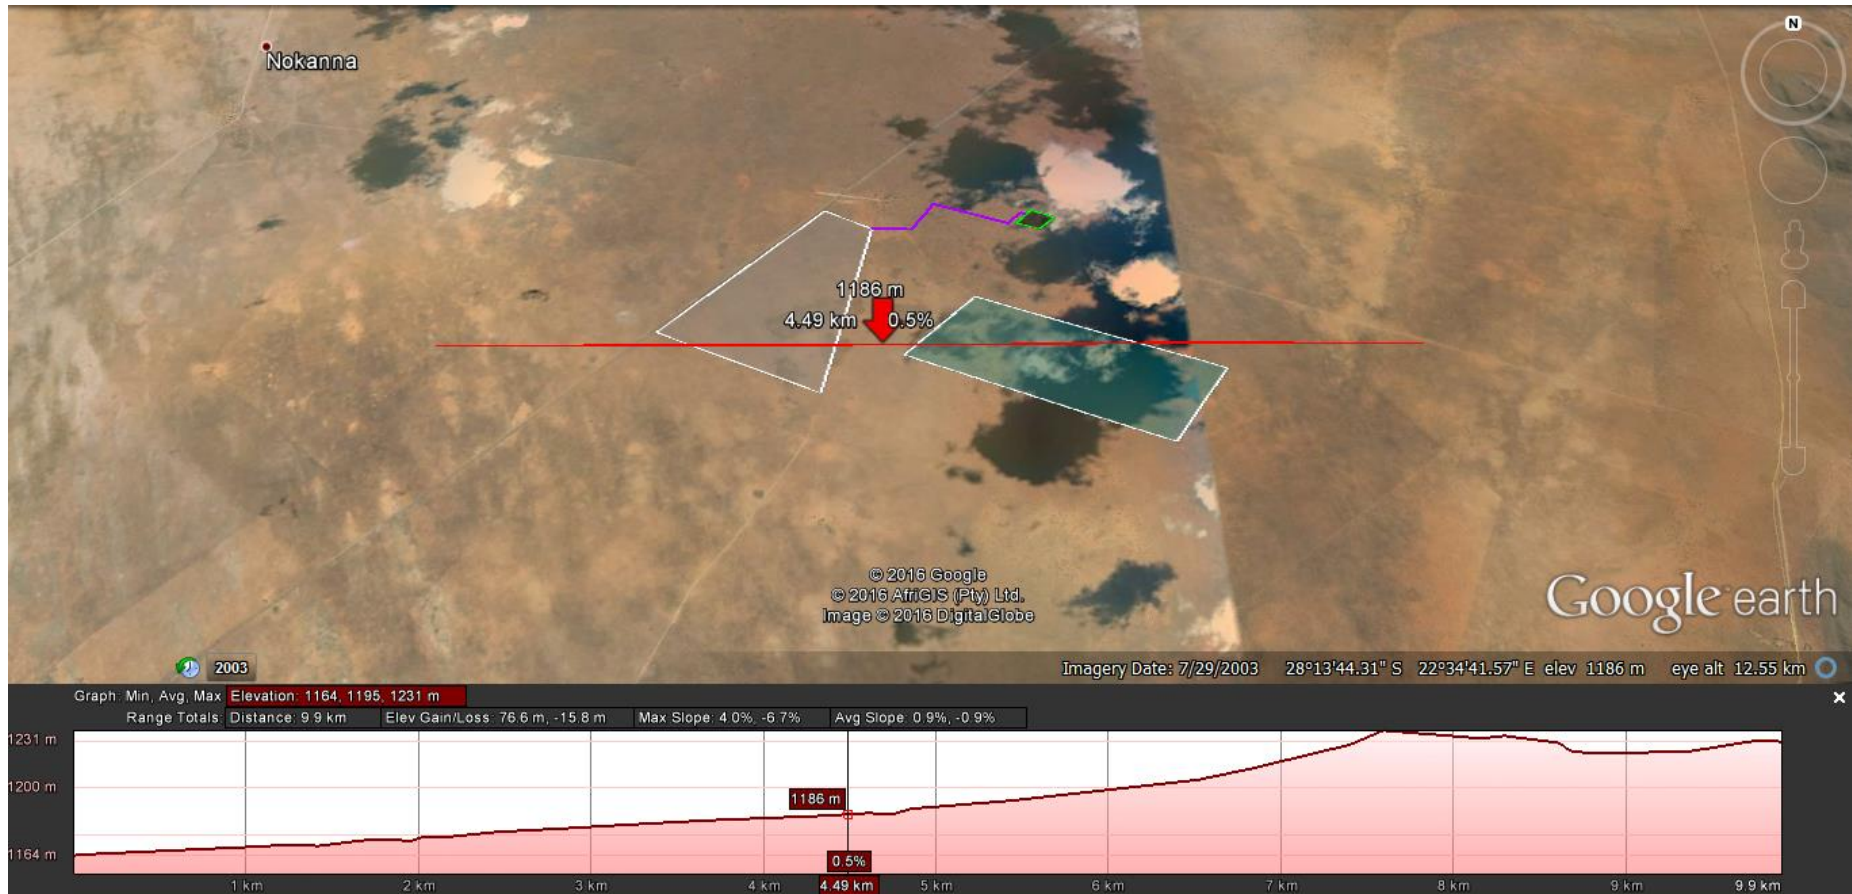 N
Nokanna
1186 m
4.49 km 0.5%
© 2016 Google
© 2016 AfriGIS (Pty) Ltd.
Image © 2016 DigitalGlobe
Google earth
2003
Imagery Date: 7/29/2003 28°13'44.31" S 22°34'41.57" E elev 1186 m eye alt 12.55 km
Graph: Min, Avg, Max Elevation: 1164, 1195, 1231 m
Range Totals: Distance: 9.9 km Elev Gain/Loss: 76.6 m, -15.8 m Max Slope: 4.0%, -6.7% Avg Slope: 0.9%, -0.9%
1231 m
1200 m
1186 m
1164 m
0.5%
1 km 2 km 3 km 4 km 4.49 km 5 km 6 km 7 km 8 km 9 km 9.9 km